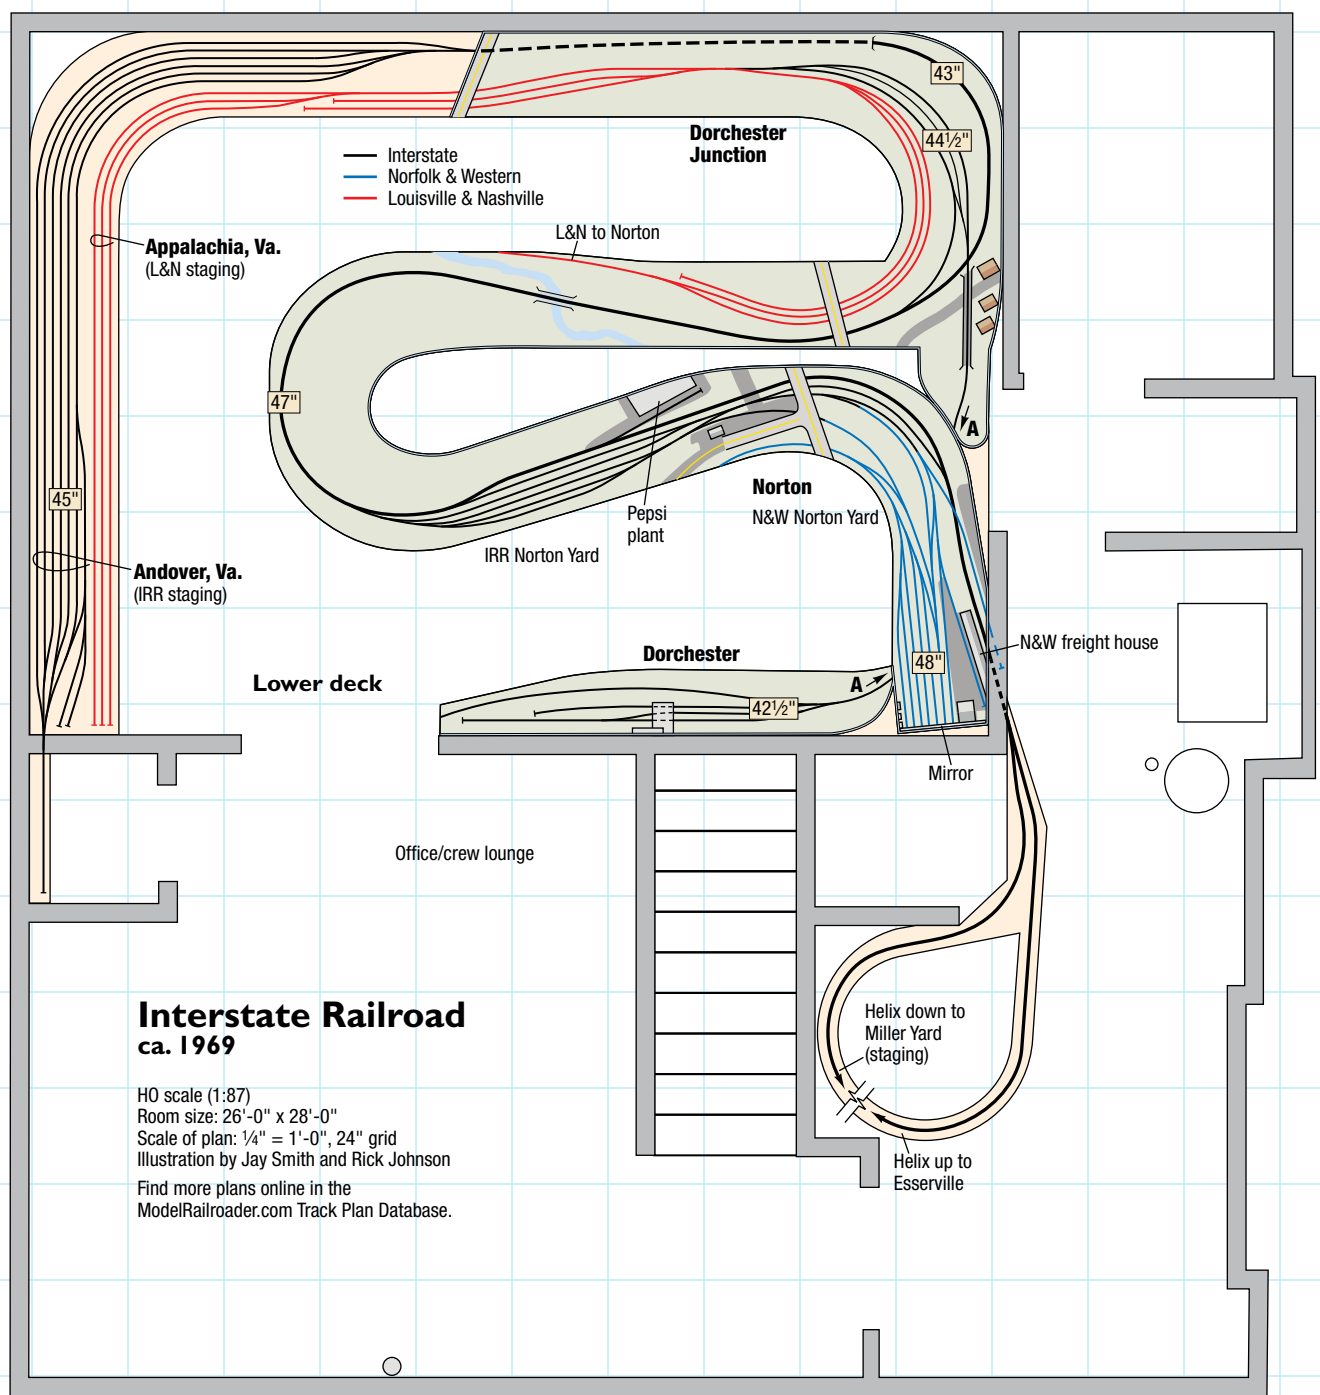 43"
44½"
Dorchester
Junction
Interstate
Norfolk & Western
Louisville & Nashville
L&N to Norton
Appalachia, Va.
(L&N staging)
47"
A
45"
Norton
N&W Norton Yard
Pepsi
plant
IRR Norton Yard
Andover, Va.
(IRR staging)
N&W freight house
Dorchester
48"
Lower deck
A
42½"
Mirror
Office/crew lounge
Interstate Railroad
ca. 1969
Helix down to
Miller Yard
(staging)
HO scale (1:87)
Room size: 26'-0" x 28'-0"
Scale of plan: ¼" = 1'-0", 24" grid
Illustration by Jay Smith and Rick Johnson
Find more plans online in the
ModelRailroader.com Track Plan Database.
Helix up to
Esserville